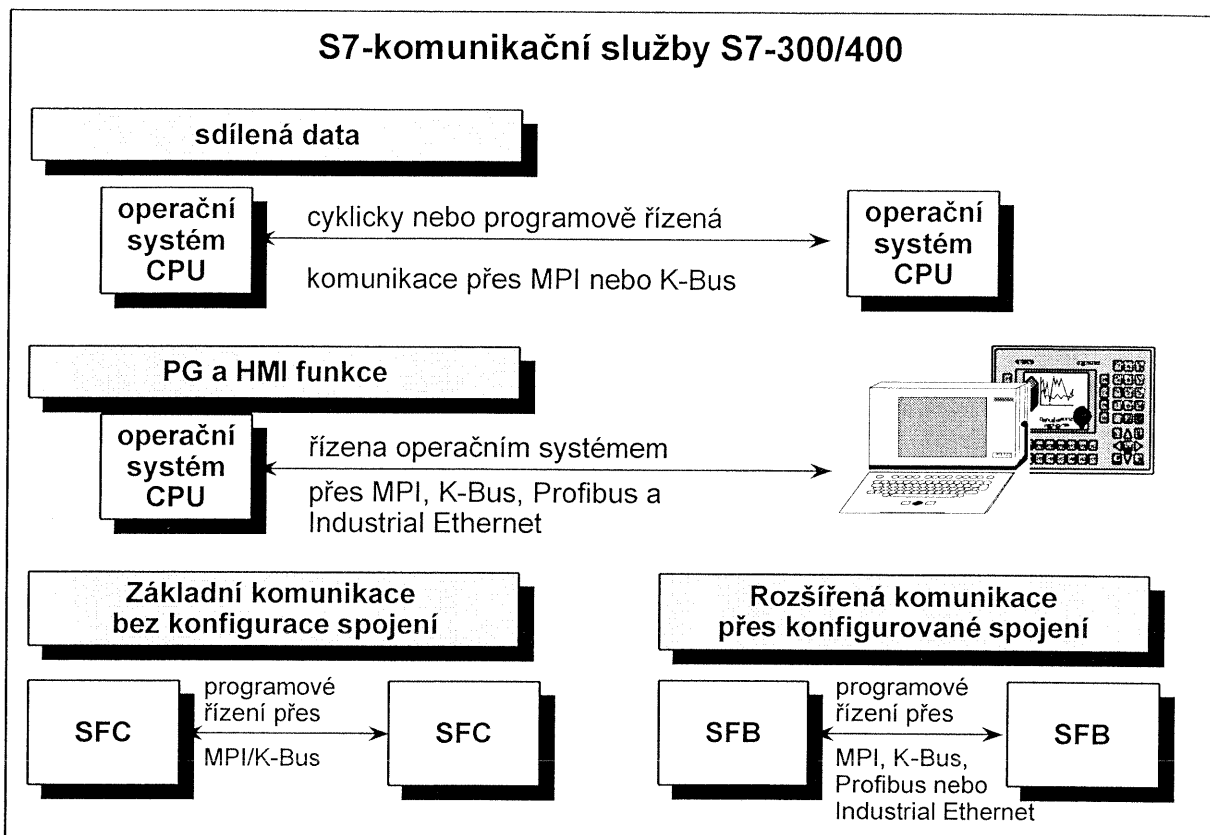 S7-komunikační služby S7-300/400
sdílená data
operační
systém
CPU
cyklicky nebo programově řízená
komunikace přes MPI nebo K-Bus
operační
systém
CPU
PG a HMI funkce
operační
systém
CPU
řízena operačním systémem
přes MPI, K-Bus, Profibus a
Industrial Ethernet
Základní komunikace
bez konfigurace spojení
SFC
programové
řízení přes
MPI/K-Bus
SFC
Rozšířená komunikace
přes konfigurované spojení
SFB
programové
řízení přes
MPI, K-Bus,
Profibus nebo
Industrial Ethernet
SFB